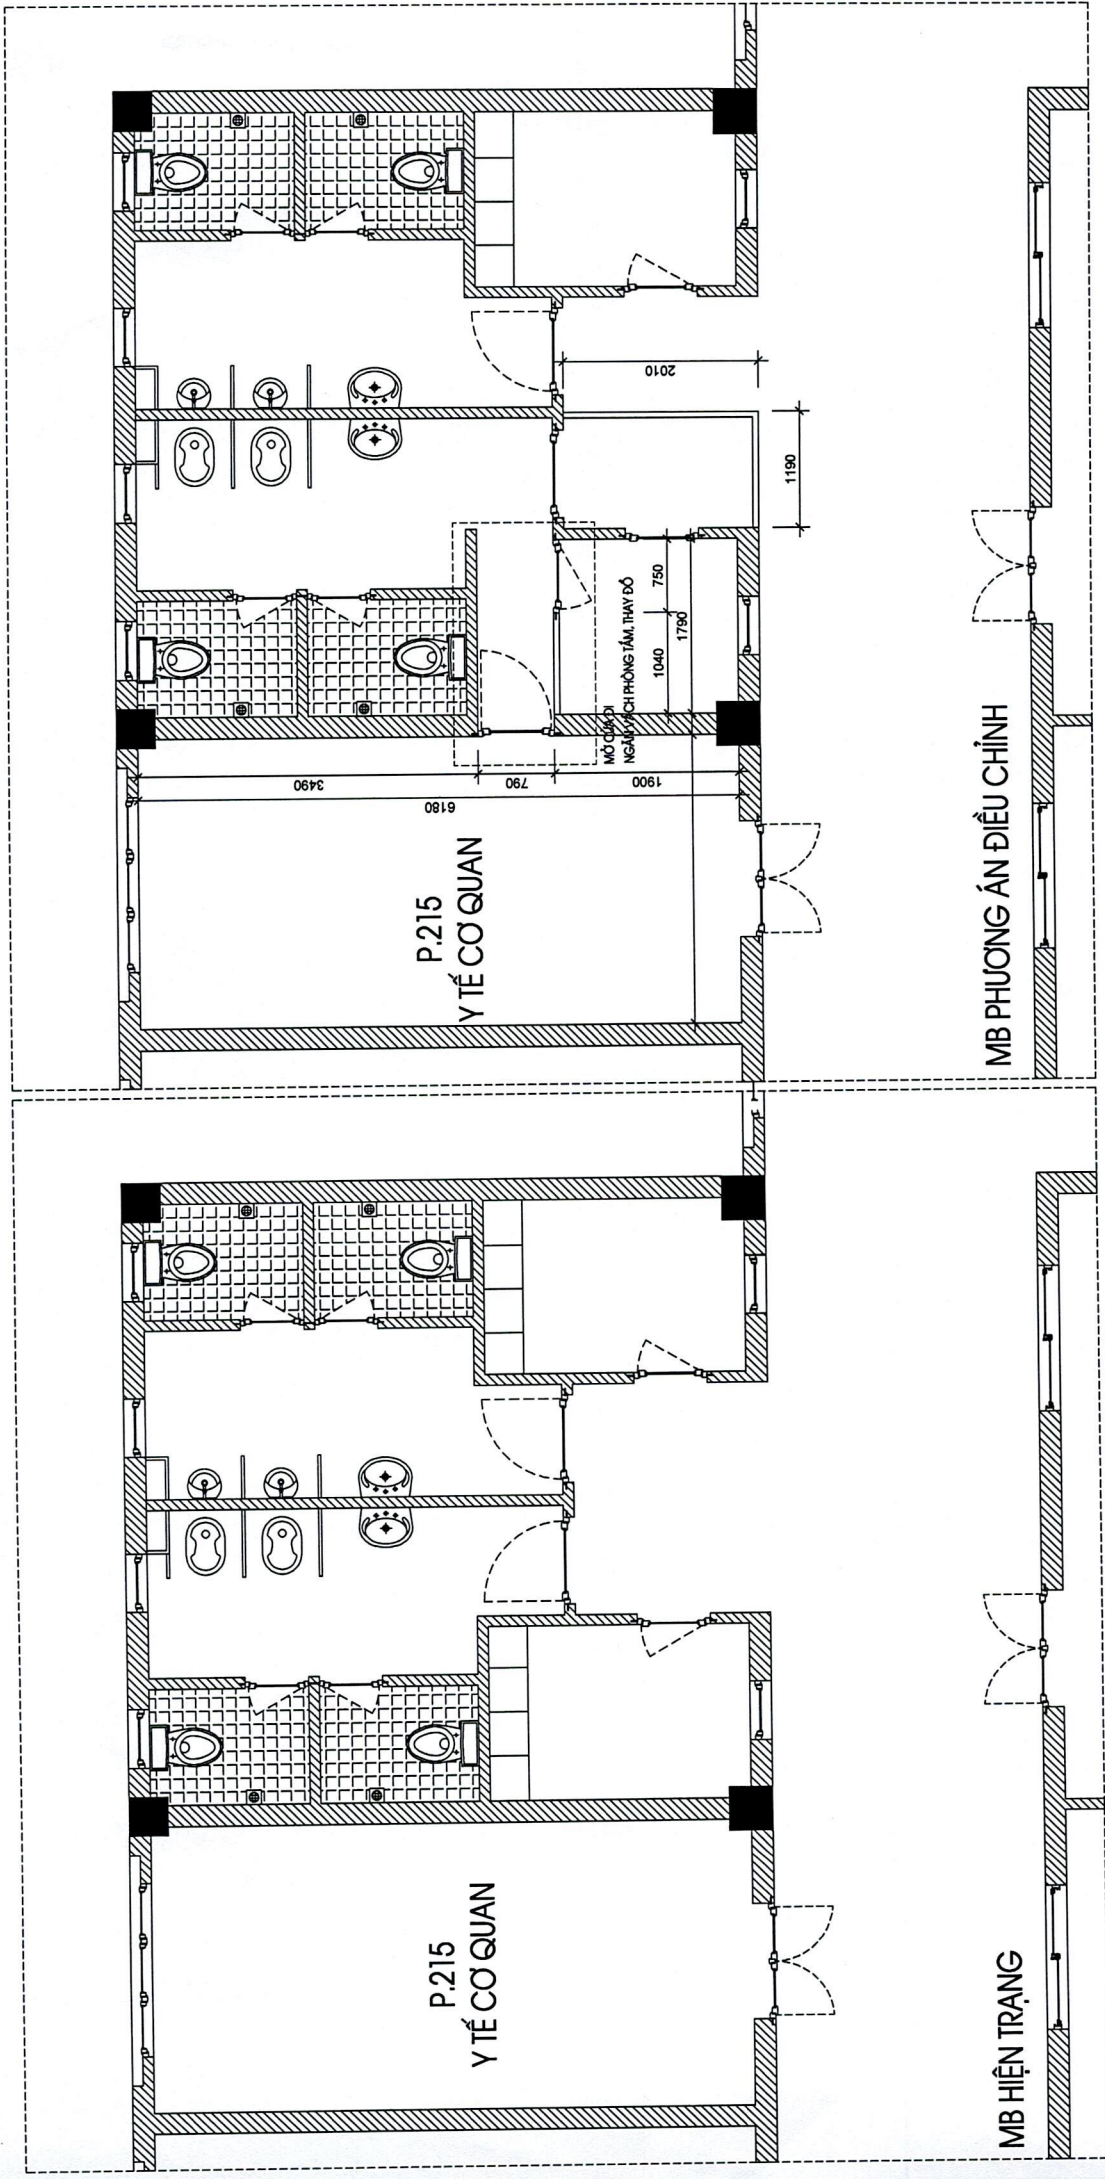 P.215
Y TẾ CƠ QUAN
MB HIỆN TRẠNG
P.215
Y TẾ CƠ QUAN
3490
790
1900
6180
MỞ CỬA ĐI
NGĂN VÁCH PHÒNG TẮM, THAY ĐỒ
1040
750
1790
2010
1190
MB PHƯƠNG ÁN ĐIỀU CHỈNH